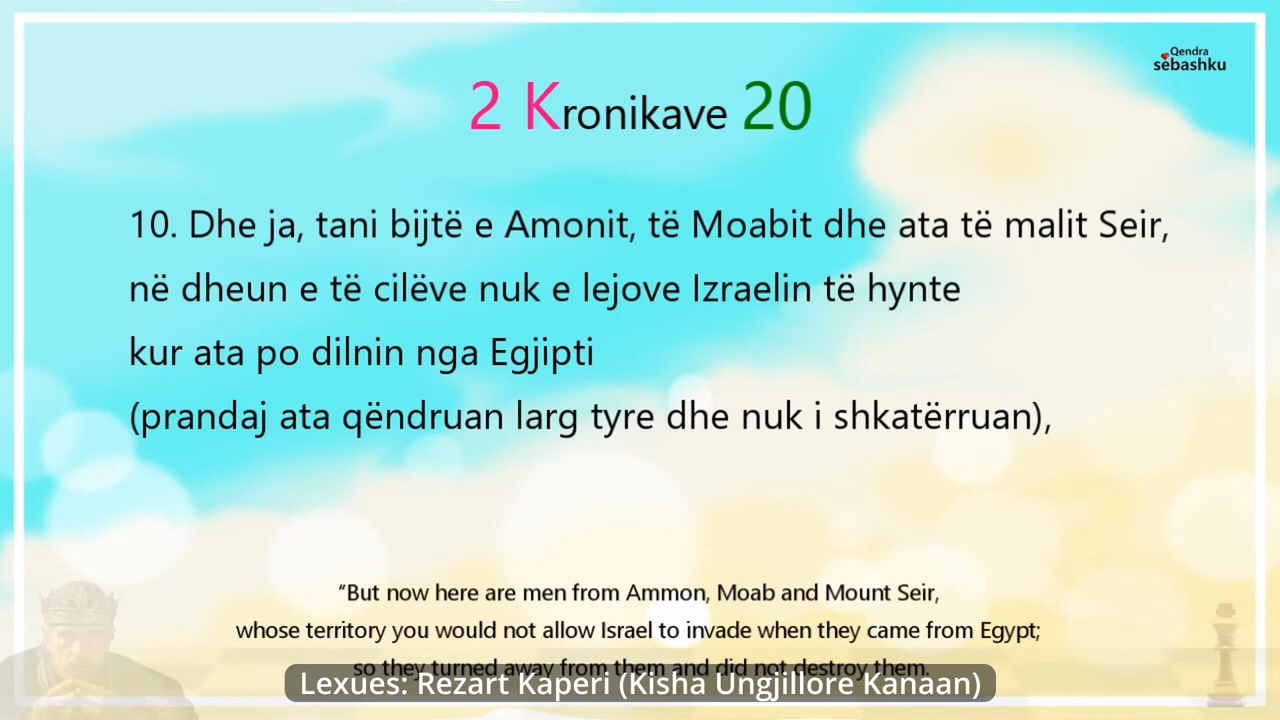 Qendra
sëbashku
2 Kronikave 20
10. Dhe ja, tani bijtë e Amonit, të Moabit dhe ata të malit Seir,
në dheun e të cilëve nuk e lejove Izraelin të hynte
kur ata po dilnin nga Egjipti
(prandaj ata qëndruan larg tyre dhe nuk i shkatërruan),
“But now here are men from Ammon, Moab and Mount Seir,
whose territory you would not allow Israel to invade when they came from Egypt;
so they turned away from them and did not destroy them.
Lexues: Rezart Kaperi (Kisha Ungjillore Kanaan)